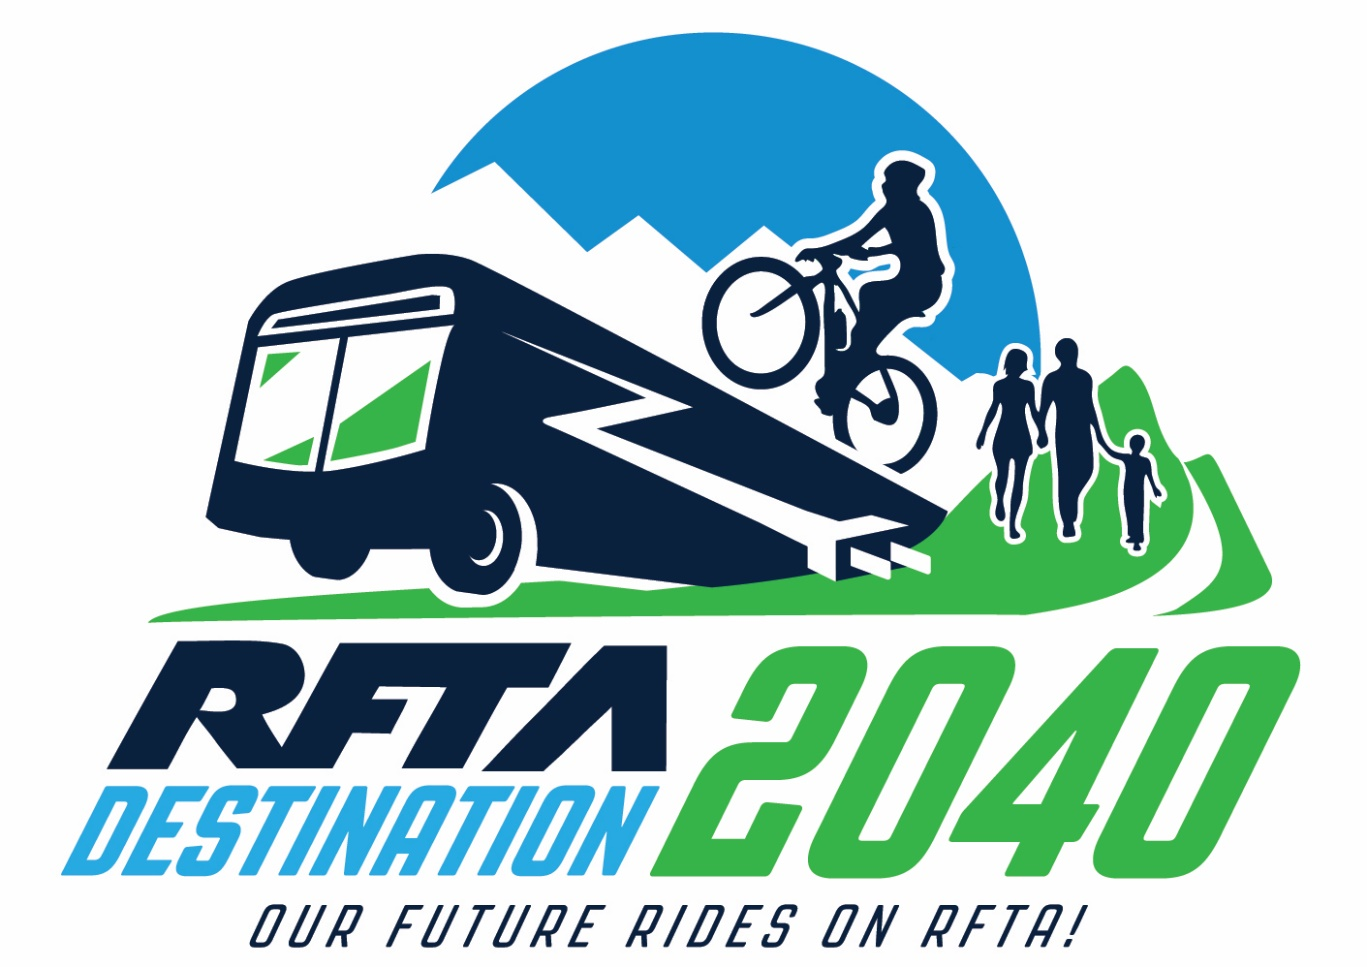 RFTA
DESTINATION
2040
OUR FUTURE RIDES ON RFTA!